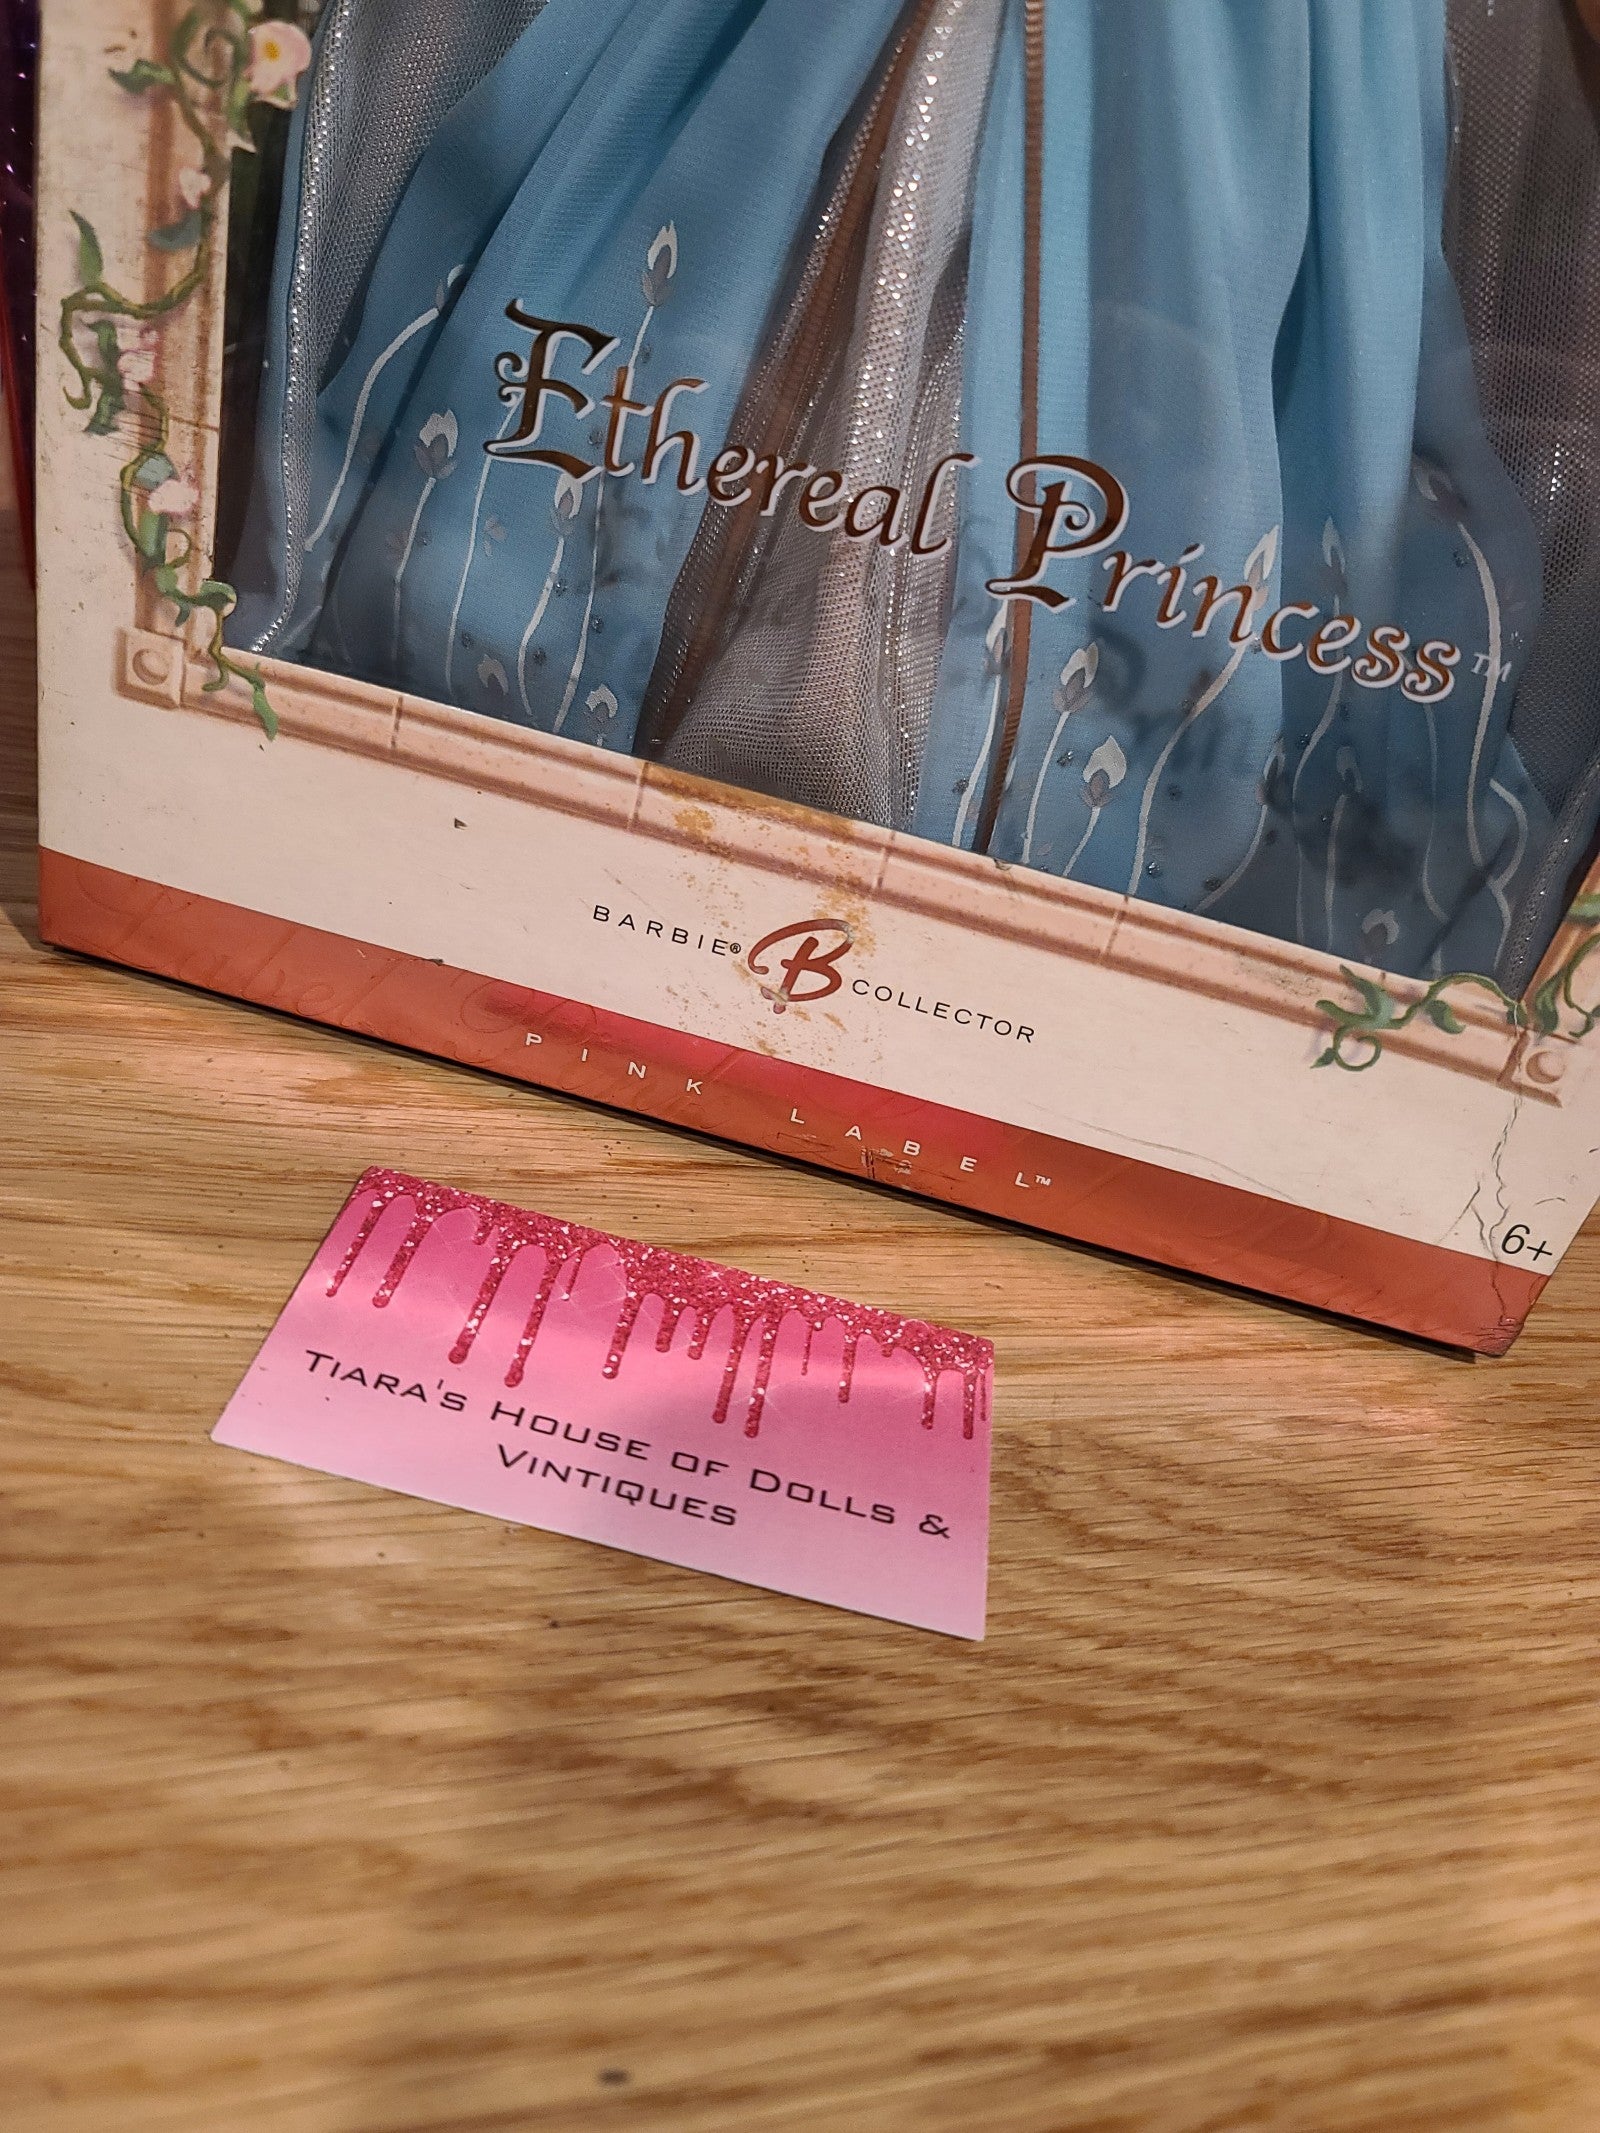 Ethereal Princess™
BARBIE® B COLLECTOR
PINK LABEL™
6+
TIARA'S HOUSE OF DOLLS &
VINTIQUES